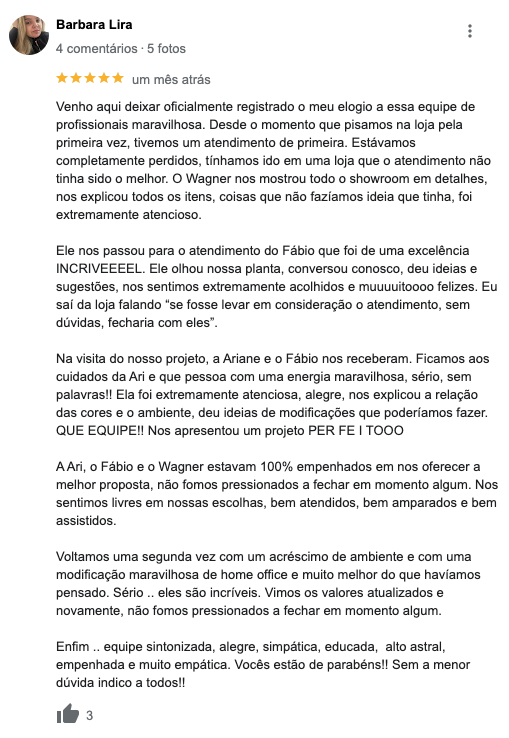 Barbara Lira
4 comentários · 5 fotos
um mês atrás
Venho aqui deixar oficialmente registrado o meu elogio a essa equipe de
profissionais maravilhosa. Desde o momento que pisamos na loja pela
primeira vez, tivemos um atendimento de primeira. Estávamos
completamente perdidos, tínhamos ido em uma loja que o atendimento não
tinha sido o melhor. O Wagner nos mostrou todo o showroom em detalhes,
nos explicou todos os itens, coisas que não fazíamos ideia que tinha, foi
extremamente atencioso.
Ele nos passou para o atendimento do Fábio que foi de uma excelência
INCRIVEEEEL. Ele olhou nossa planta, conversou conosco, deu ideias e
sugestões, nos sentimos extremamente acolhidos e muuuuitoooo felizes. Eu
saí da loja falando “se fosse levar em consideração o atendimento, sem
dúvidas, fecharia com eles”.
Na visita do nosso projeto, a Ariane e o Fábio nos receberam. Ficamos aos
cuidados da Ari e que pessoa com uma energia maravilhosa, sério, sem
palavras!! Ela foi extremamente atenciosa, alegre, nos explicou a relação
das cores e o ambiente, deu ideias de modificações que poderíamos fazer.
QUE EQUIPE!! Nos apresentou um projeto PER FE I TOOO
A Ari, o Fábio e o Wagner estavam 100% empenhados em nos oferecer a
melhor proposta, não fomos pressionados a fechar em momento algum. Nos
sentimos livres em nossas escolhas, bem atendidos, bem amparados e bem
assistidos.
Voltamos uma segunda vez com um acréscimo de ambiente e com uma
modificação maravilhosa de home office e muito melhor do que havíamos
pensado. Sério .. eles são incríveis. Vimos os valores atualizados e
novamente, não fomos pressionados a fechar em momento algum.
Enfim .. equipe sintonizada, alegre, simpática, educada, alto astral,
empenhada e muito empática. Vocês estão de parabéns!! Sem a menor
dúvida indico a todos!!
3